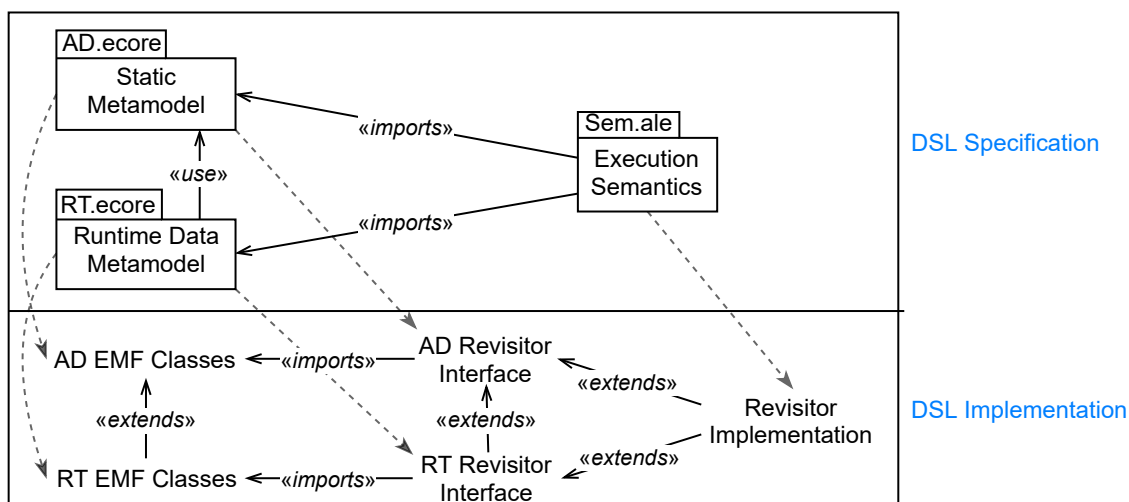 AD.ecore
Static
Metamodel
«imports»
Sem.ale
Execution
Semantics
DSL Specification
«use»
RT.ecore
Runtime Data
Metamodel
«imports»
AD EMF Classes
«imports»
AD Revisitor
Interface
«extends»
«extends»
«extends»
Revisitor
Implementation
DSL Implementation
«extends»
RT EMF Classes
«imports»
RT Revisitor
Interface